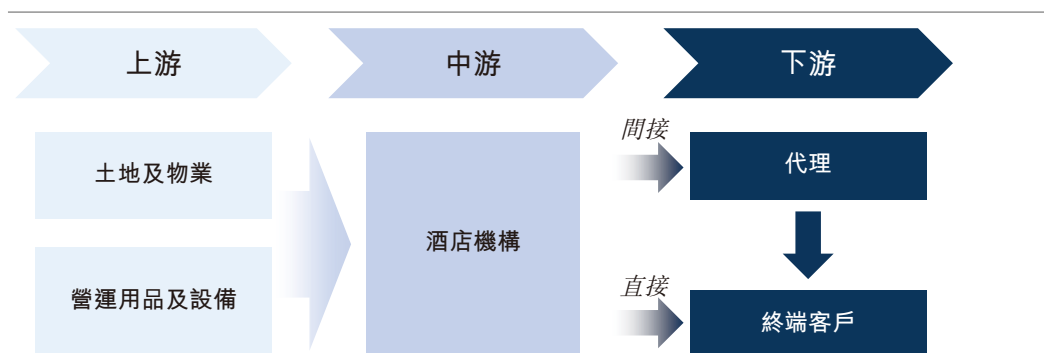 上游
中游
下游
土地及物業
營運用品及設備
酒店機構
間接
代理
直接
終端客戶